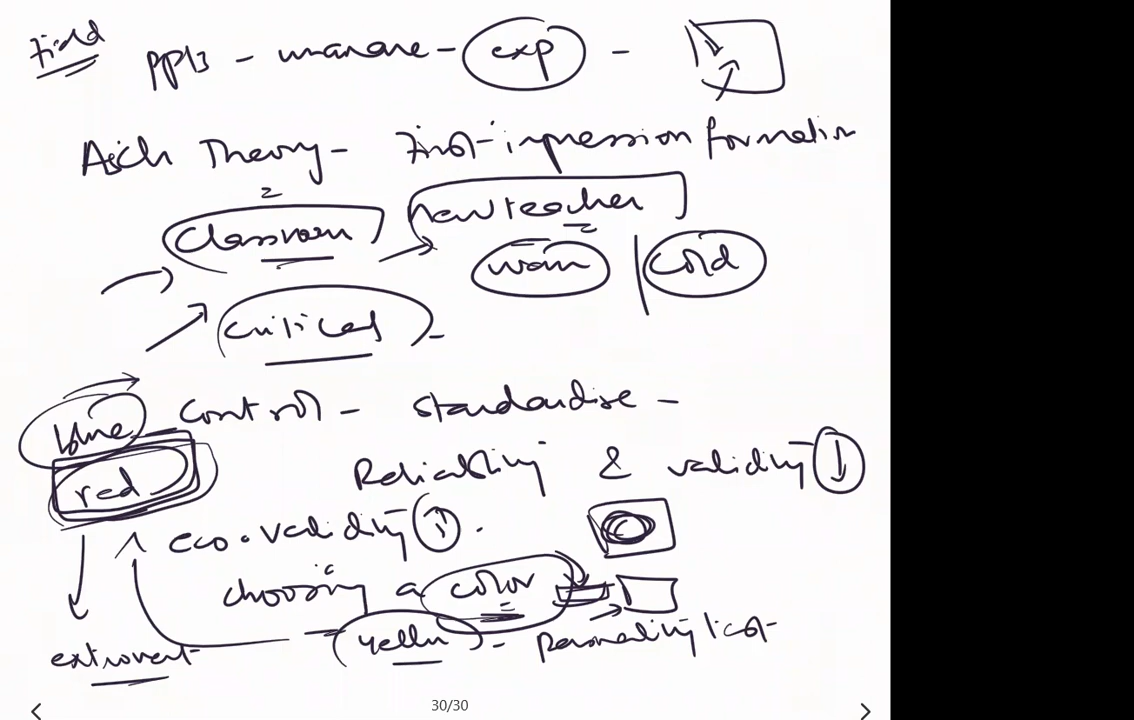 Field
ppts - unaware - exp -
Asch Theory - First-impression formation
classroom new teacher
warm | cold
critical -
blue control - standardise -
red Reliability & validity ↓
eco. validity ↑.
choosing a color
yellow - personality test
extrovert
30/30